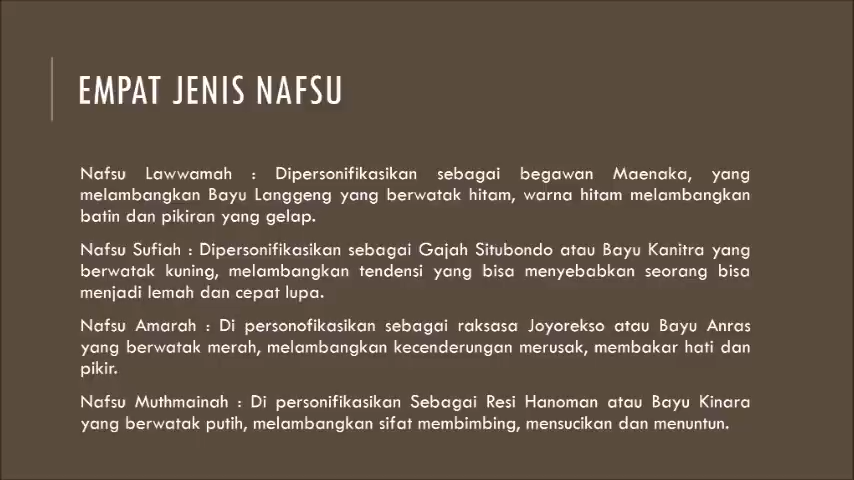 EMPAT JENIS NAFSU
Nafsu Lawwamah : Dipersonifikasikan sebagai begawan Maenaka, yang
melambangkan Bayu Langgeng yang berwatak hitam, warna hitam melambangkan
batin dan pikiran yang gelap.
Nafsu Sufiah : Dipersonifikasikan sebagai Gajah Situbondo atau Bayu Kanitra yang
berwatak kuning, melambangkan tendensi yang bisa menyebabkan seorang bisa
menjadi lemah dan cepat lupa.
Nafsu Amarah : Di personofikasikan sebagai raksasa Joyorekso atau Bayu Anras
yang berwatak merah, melambangkan kecenderungan merusak, membakar hati dan
pikir.
Nafsu Muthmainah : Di personifikasikan Sebagai Resi Hanoman atau Bayu Kinara
yang berwatak putih, melambangkan sifat membimbing, mensucikan dan menuntun.